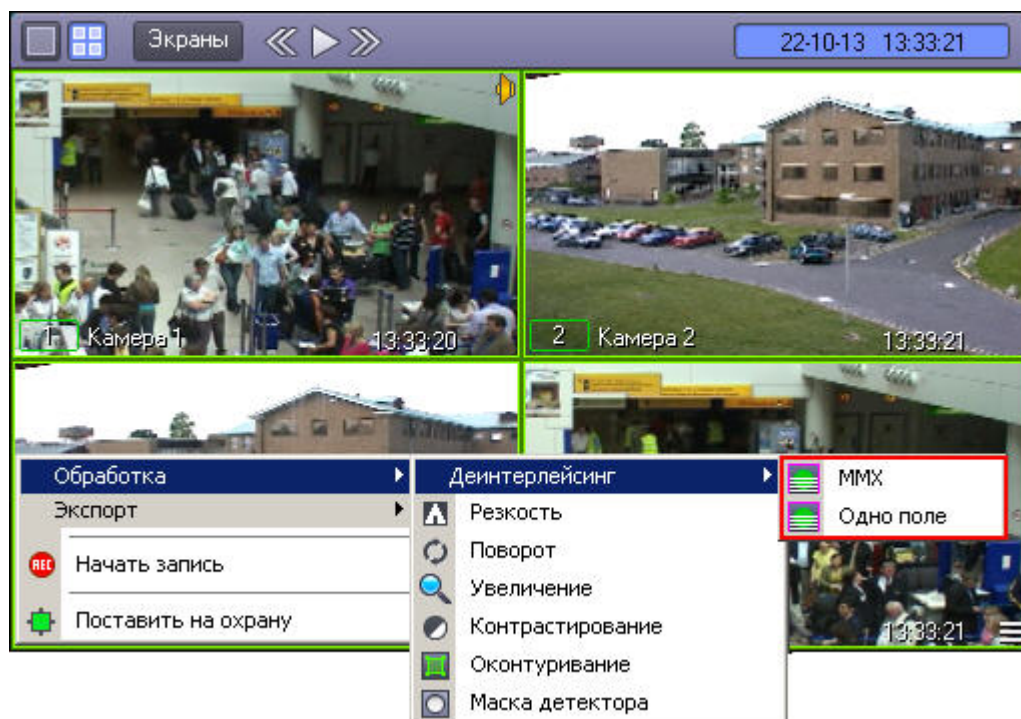 Экраны
22-10-13 13:33:21
1 Камера 1 13:33:20
2 Камера 2 13:33:21
Обработка
Экспорт
REC Начать запись
Поставить на охрану
Деинтерлейсинг
Резкость
Поворот
Увеличение
Контрастирование
Оконтуривание
Маска детектора
MMX
Одно поле
13:33:21